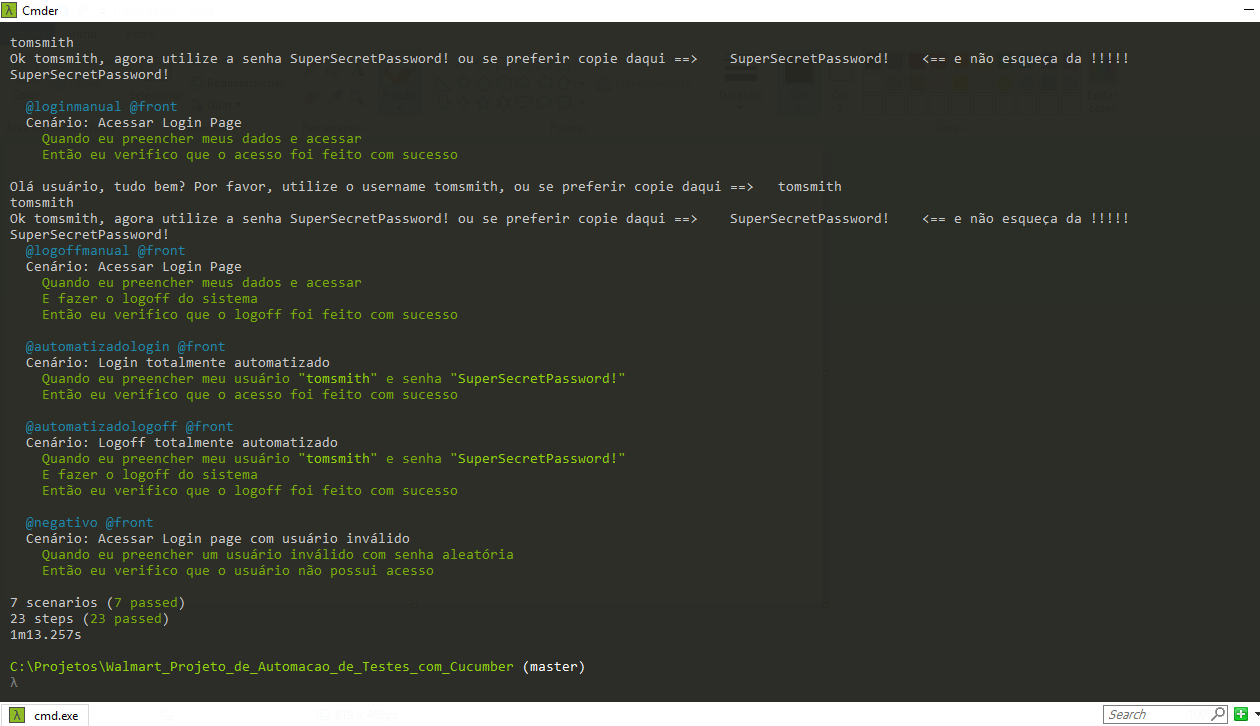 Cmder
tomsmith
Ok tomsmith, agora utilize a senha SuperSecretPassword! ou se preferir copie daqui ==>    SuperSecretPassword!    <== e não esqueça da !!!!!
SuperSecretPassword!
@loginmanual @front
Cenário: Acessar Login Page
Quando eu preencher meus dados e acessar
Então eu verifico que o acesso foi feito com sucesso
Olá usuário, tudo bem? Por favor, utilize o username tomsmith, ou se preferir copie daqui ==>   tomsmith
tomsmith
Ok tomsmith, agora utilize a senha SuperSecretPassword! ou se preferir copie daqui ==>    SuperSecretPassword!    <== e não esqueça da !!!!!
SuperSecretPassword!
@logoffmanual @front
Cenário: Acessar Login Page
Quando eu preencher meus dados e acessar
E fazer o logoff do sistema
Então eu verifico que o logoff foi feito com sucesso
@automatizadologin @front
Cenário: Login totalmente automatizado
Quando eu preencher meu usuário "tomsmith" e senha "SuperSecretPassword!"
Então eu verifico que o acesso foi feito com sucesso
@automatizadologoff @front
Cenário: Logoff totalmente automatizado
Quando eu preencher meu usuário "tomsmith" e senha "SuperSecretPassword!"
E fazer o logoff do sistema
Então eu verifico que o logoff foi feito com sucesso
@negativo @front
Cenário: Acessar Login page com usuário inválido
Quando eu preencher um usuário inválido com senha aleatória
Então eu verifico que o usuário não possui acesso
7 scenarios (7 passed)
23 steps (23 passed)
1m13.257s
C:\Projetos\Walmart_Projeto_de_Automacao_de_Testes_com_Cucumber (master)
λ
cmd.exe
Search